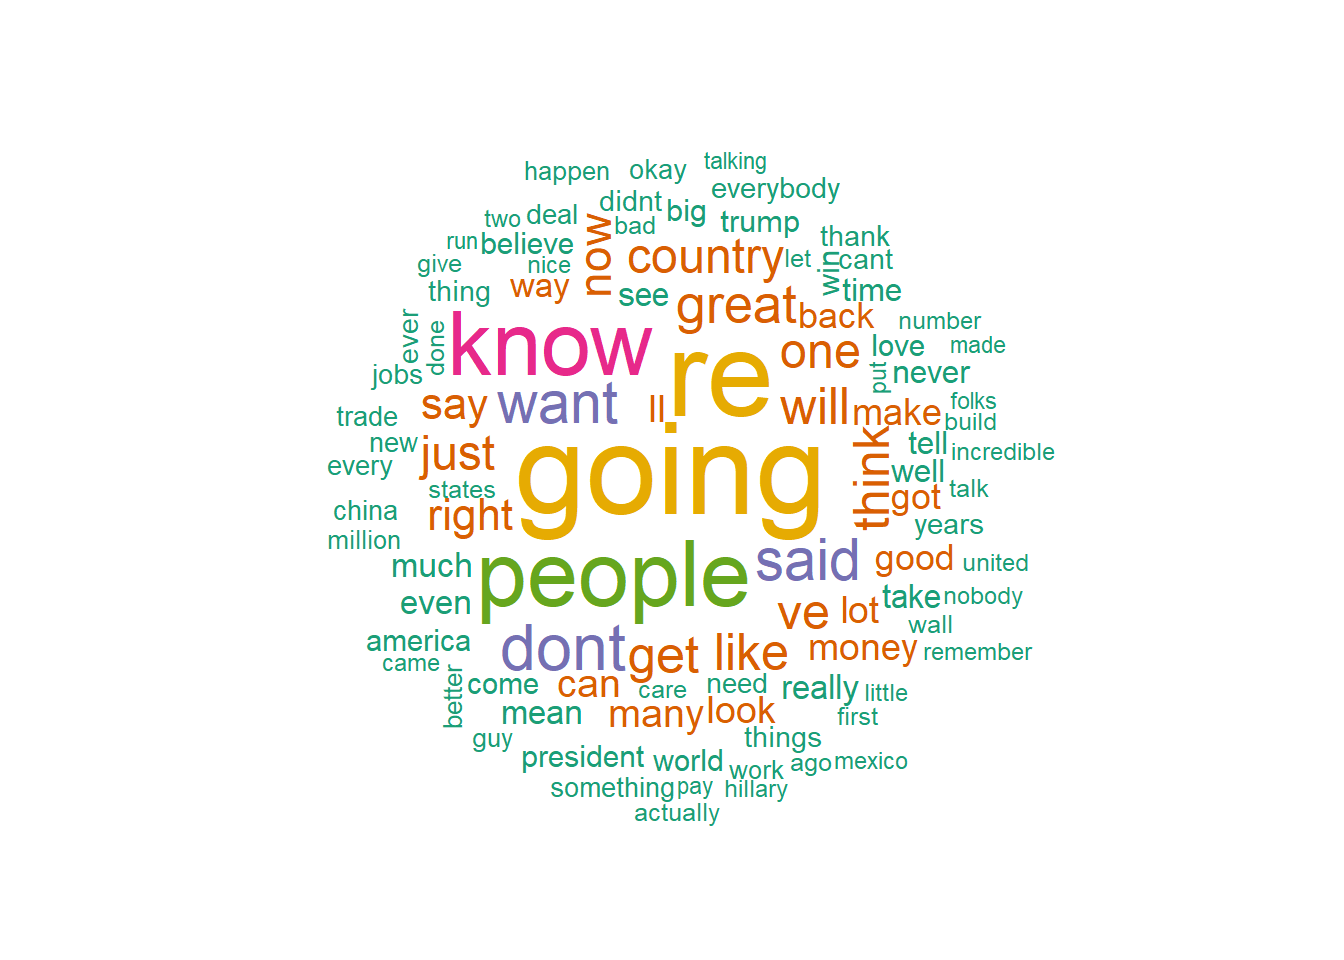 talking
happen
okay
everybody
didnt
big
two
deal
bad
trump
thank
run
believe
now
country
let
win
cant
give
nice
way
see
time
thing
great
back
number
ever
done
know
re
one
love
made
jobs
put
never
say
want
ll
will
make
folks
trade
build
new
just
think
tell
incredible
every
going
well
states
got
talk
china
right
years
million
much
people
said
good
united
even
ve
lot
take
nobody
wall
america
dont
get
like
money
remember
came
better
come
can
care
need
really
little
mean
many
look
first
guy
things
president
world
work
ago
mexico
something
pay
hillary
actually